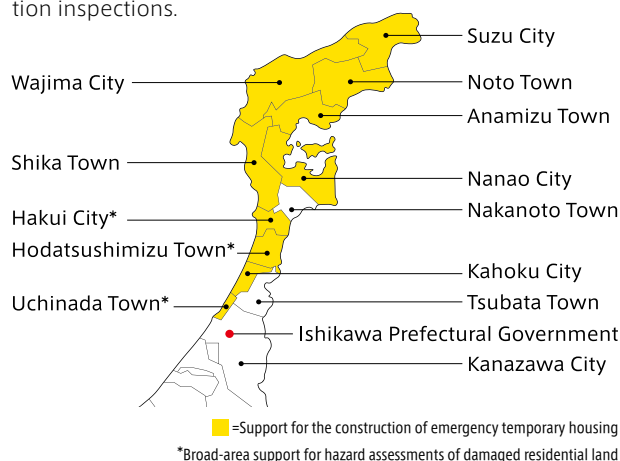 tion inspections.
Suzu City
Wajima City
Noto Town
Anamizu Town
Shika Town
Nanao City
Nakanoto Town
Hakui City*
Hodatsushimizu Town*
Kahoku City
Uchinada Town*
Tsubata Town
Ishikawa Prefectural Government
Kanazawa City
=Support for the construction of emergency temporary housing
*Broad-area support for hazard assessments of damaged residential land